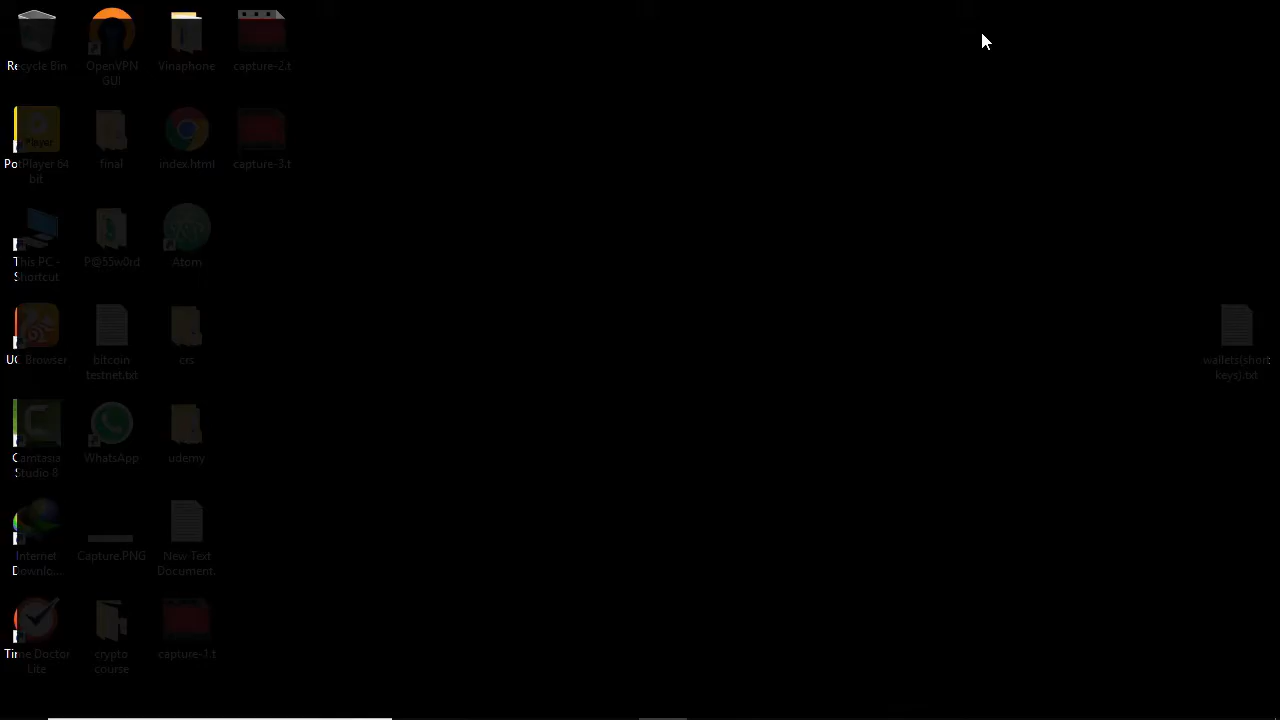 Recycle Bin
OpenVPN
GUI
Vinaphone
capture-2.t
Player
PotPlayer 64
bit
final
index.html
capture-3.t
This PC -
Shortcut
P@55w0rd
Atom
UC Browser
bitcoin
testnet.txt
crs
wallets(short
keys).txt
Camtasia
Studio 8
WhatsApp
udemy
Internet
Downlo...
Capture.PNG
New Text
Document.
Time Doctor
Lite
crypto
course
capture-1.t